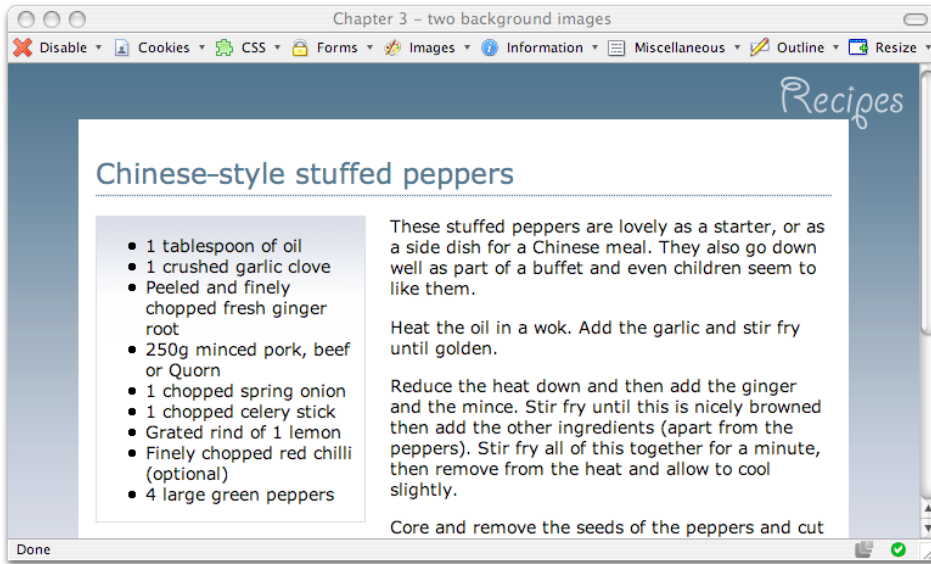 Chapter 3 – two background images
Disable Cookies CSS Forms Images Information Miscellaneous Outline Resize
Recipes
Chinese-style stuffed peppers
1 tablespoon of oil
1 crushed garlic clove
Peeled and finely
chopped fresh ginger
root
250g minced pork, beef
or Quorn
1 chopped spring onion
1 chopped celery stick
Grated rind of 1 lemon
Finely chopped red chilli
(optional)
4 large green peppers
These stuffed peppers are lovely as a starter, or as
a side dish for a Chinese meal. They also go down
well as part of a buffet and even children seem to
like them.
Heat the oil in a wok. Add the garlic and stir fry
until golden.
Reduce the heat down and then add the ginger
and the mince. Stir fry until this is nicely browned
then add the other ingredients (apart from the
peppers). Stir fry all of this together for a minute,
then remove from the heat and allow to cool
slightly.
Core and remove the seeds of the peppers and cut
Done